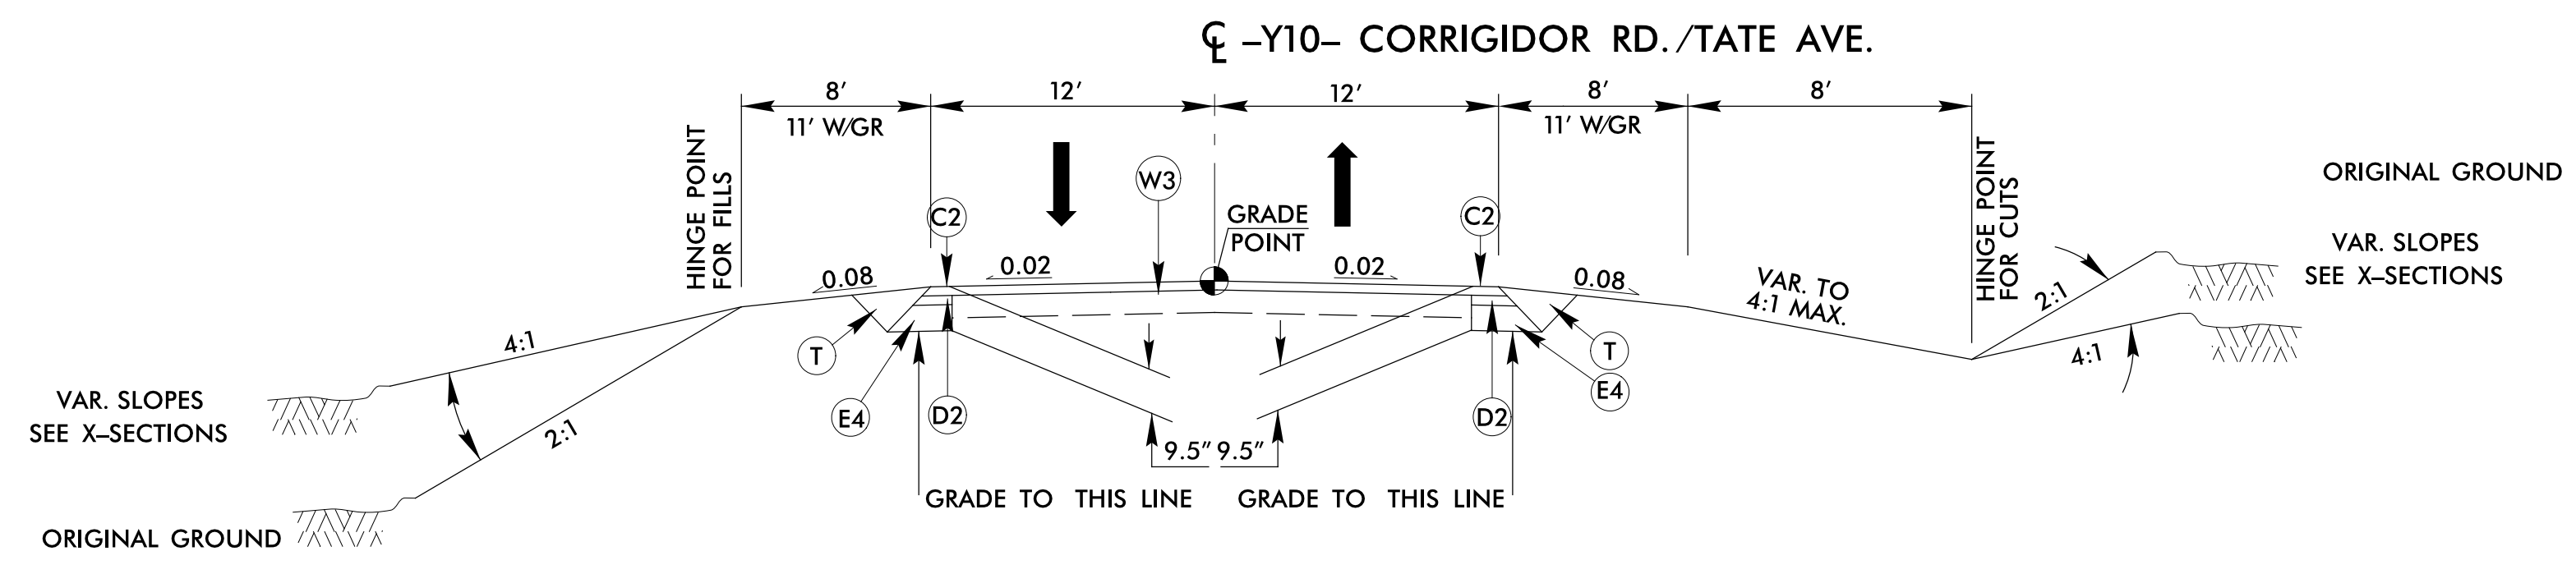 ℄ –Y10– CORRIGIDOR RD./TATE AVE.
8' 12' 12' 8' 8'
11' W/GR 11' W/GR
HINGE POINT
FOR FILLS
HINGE POINT
FOR CUTS
ORIGINAL GROUND
W3
C2 C2
GRADE
POINT
VAR. SLOPES
SEE X–SECTIONS
0.08 0.02 0.02 0.08
VAR. TO
4:1 MAX.
2:1
4:1
4:1
T T
E4 D2 D2 E4
VAR. SLOPES
SEE X–SECTIONS
2:1
9.5" 9.5"
GRADE TO THIS LINE GRADE TO THIS LINE
ORIGINAL GROUND